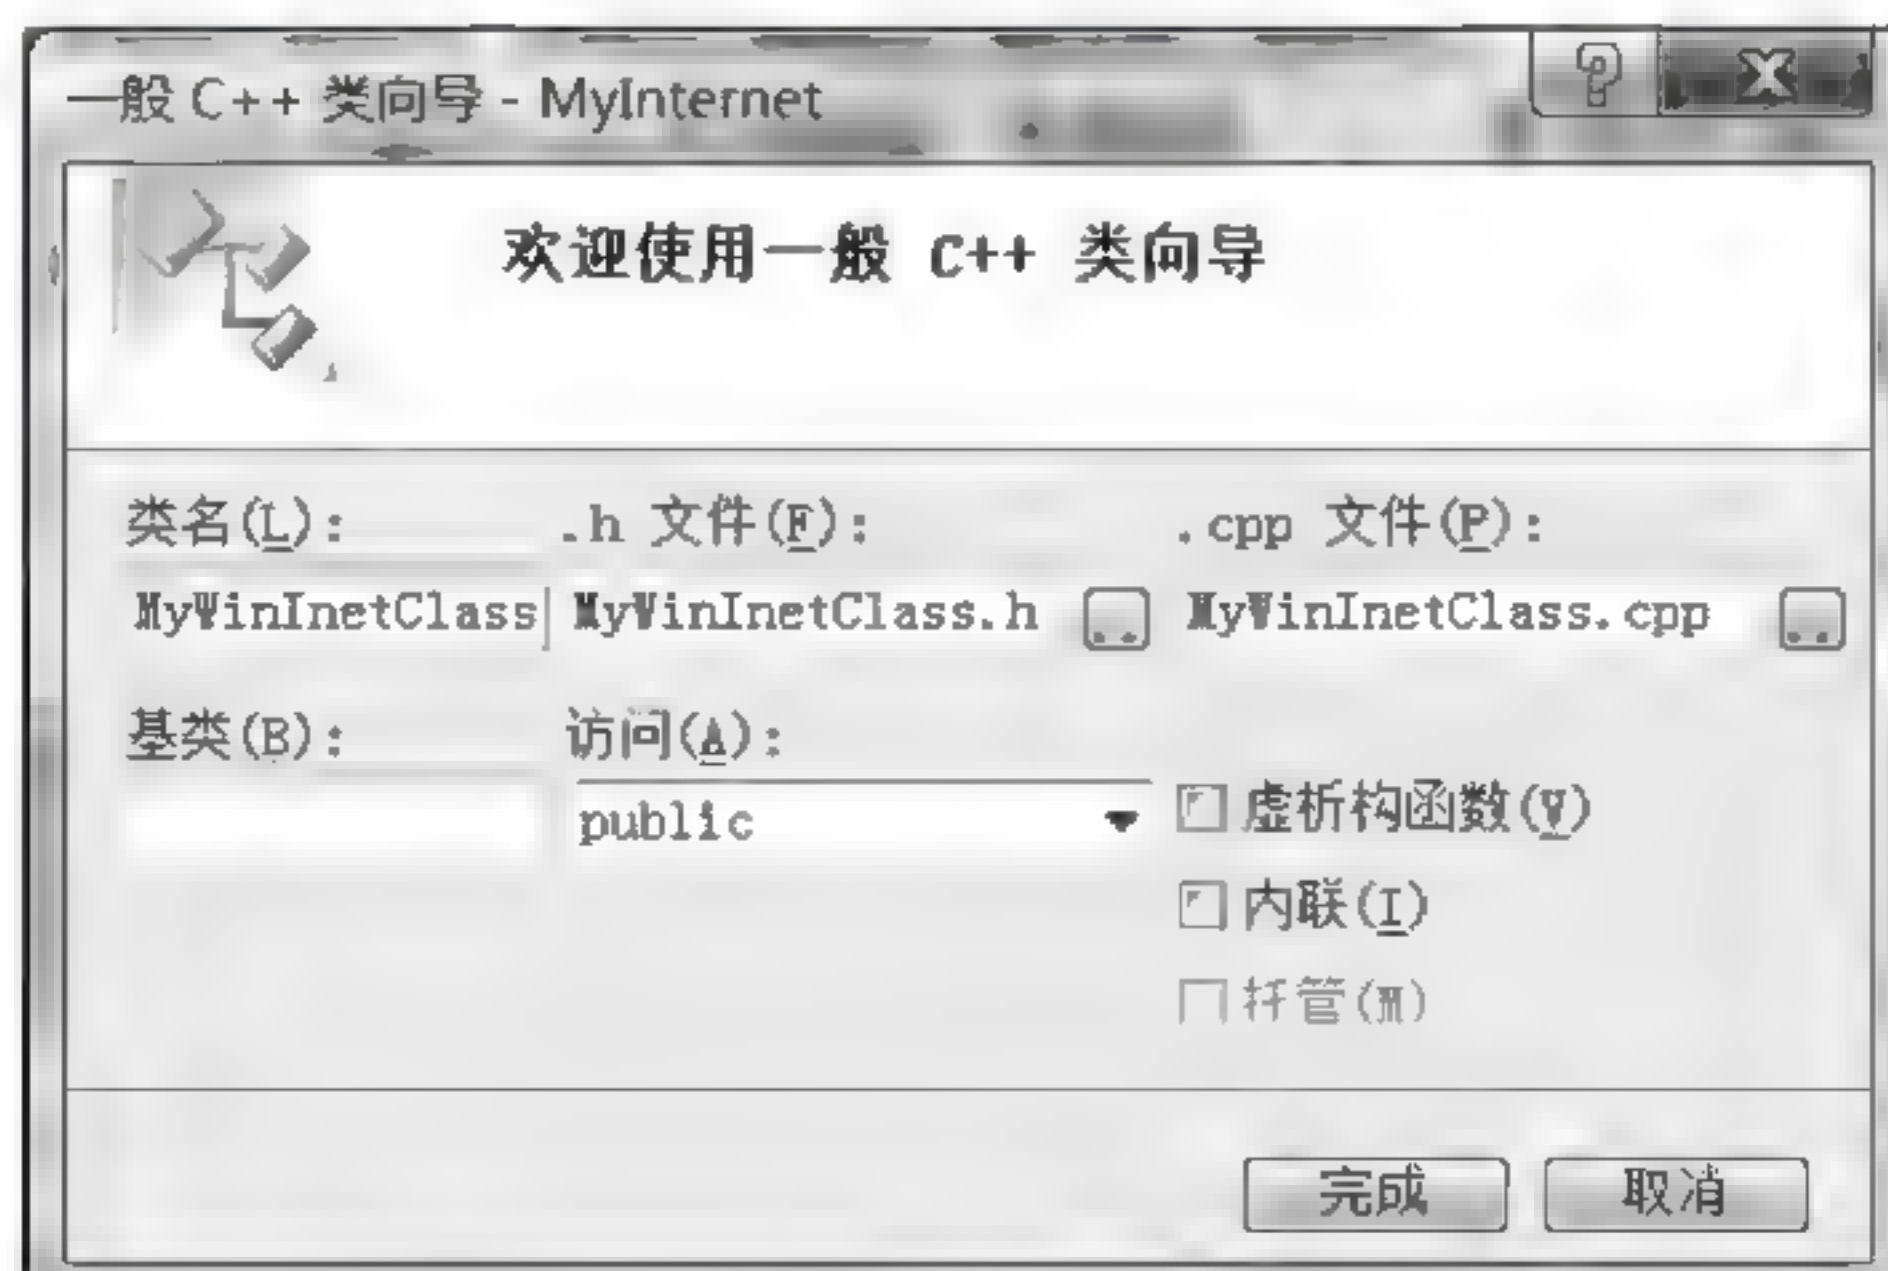 一般 C++ 类向导 - MyInternet
欢迎使用一般 C++ 类向导
类名(L): .h 文件(F): .cpp 文件(P):
MyWinInetClass MyWinInetClass.h .. MyWinInetClass.cpp ..
基类(B): 访问(A):
public 虚析构函数(V)
内联(I)
托管(M)
完成 取消